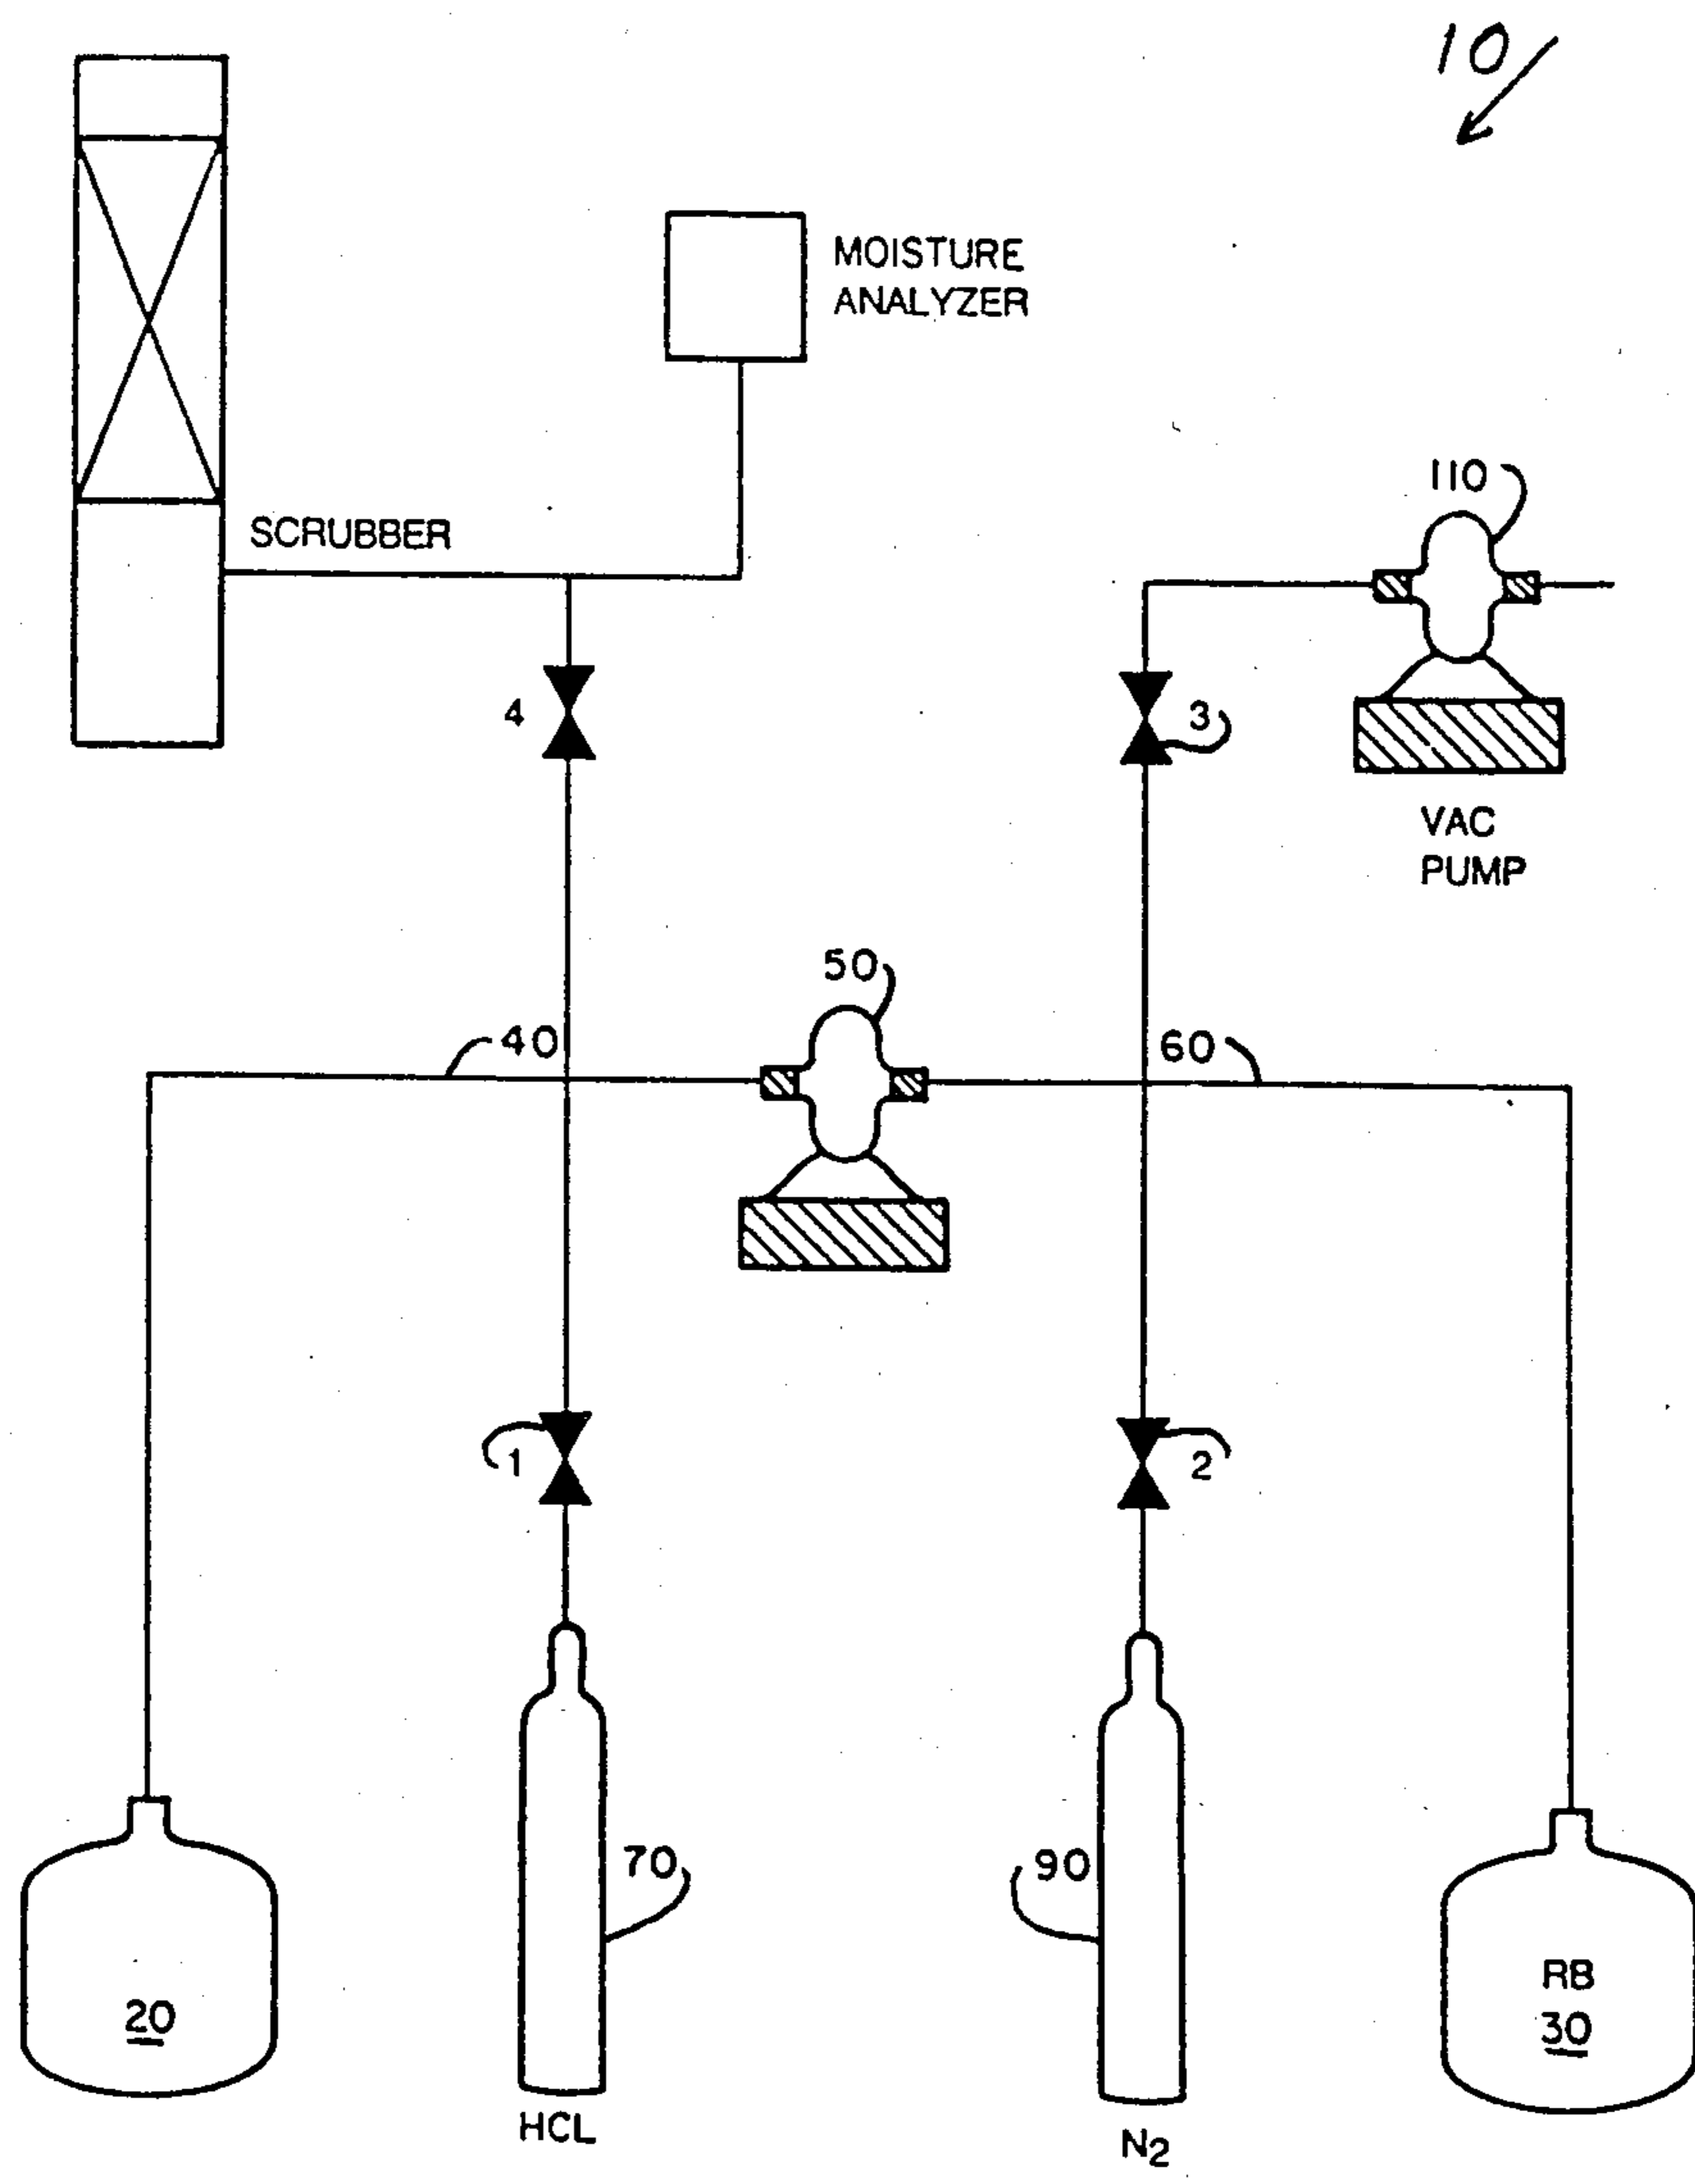 10
MOISTURE
ANALYZER
110
SCRUBBER
4
3
VAC
PUMP
50
40
60
1
2
70
90
20
RB
30
HCL
N2